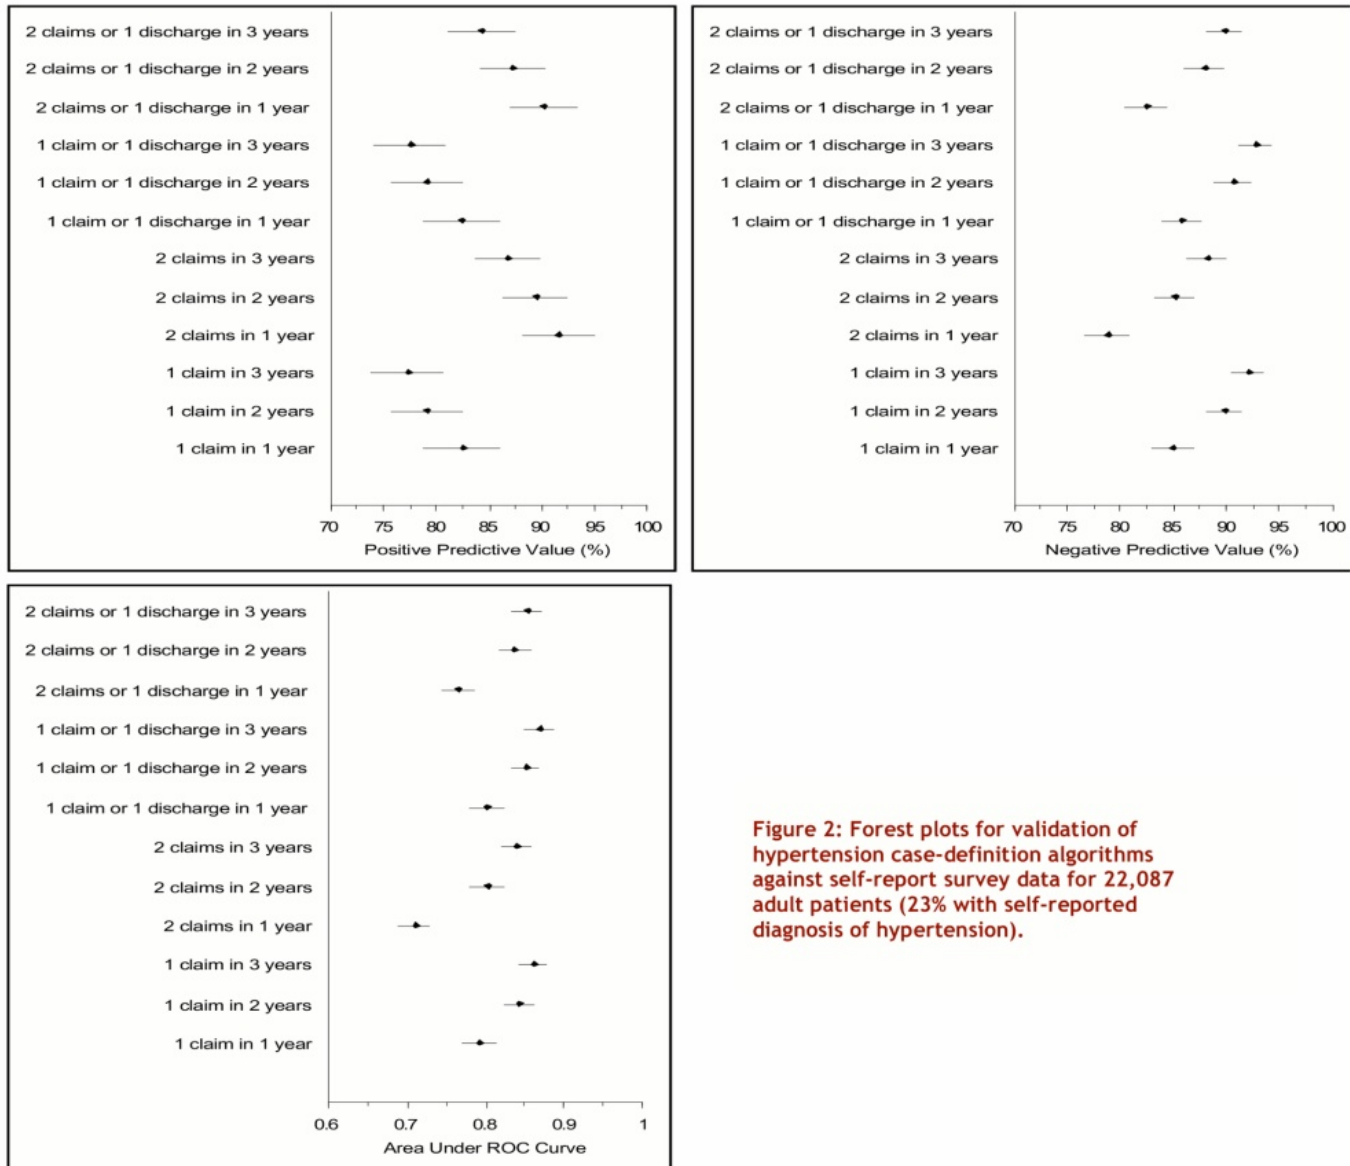 2 claims or 1 discharge in 3 years
2 claims or 1 discharge in 2 years
2 claims or 1 discharge in 1 year
1 claim or 1 discharge in 3 years
1 claim or 1 discharge in 2 years
1 claim or 1 discharge in 1 year
2 claims in 3 years
2 claims in 2 years
2 claims in 1 year
1 claim in 3 years
1 claim in 2 years
1 claim in 1 year
70 75 80 85 90 95 100
Positive Predictive Value (%)
2 claims or 1 discharge in 3 years
2 claims or 1 discharge in 2 years
2 claims or 1 discharge in 1 year
1 claim or 1 discharge in 3 years
1 claim or 1 discharge in 2 years
1 claim or 1 discharge in 1 year
2 claims in 3 years
2 claims in 2 years
2 claims in 1 year
1 claim in 3 years
1 claim in 2 years
1 claim in 1 year
70 75 80 85 90 95 100
Negative Predictive Value (%)
2 claims or 1 discharge in 3 years
2 claims or 1 discharge in 2 years
2 claims or 1 discharge in 1 year
1 claim or 1 discharge in 3 years
1 claim or 1 discharge in 2 years
1 claim or 1 discharge in 1 year
2 claims in 3 years
2 claims in 2 years
2 claims in 1 year
1 claim in 3 years
1 claim in 2 years
1 claim in 1 year
0.6 0.7 0.8 0.9 1
Area Under ROC Curve
Figure 2: Forest plots for validation of
hypertension case-definition algorithms
against self-report survey data for 22,087
adult patients (23% with self-reported
diagnosis of hypertension).